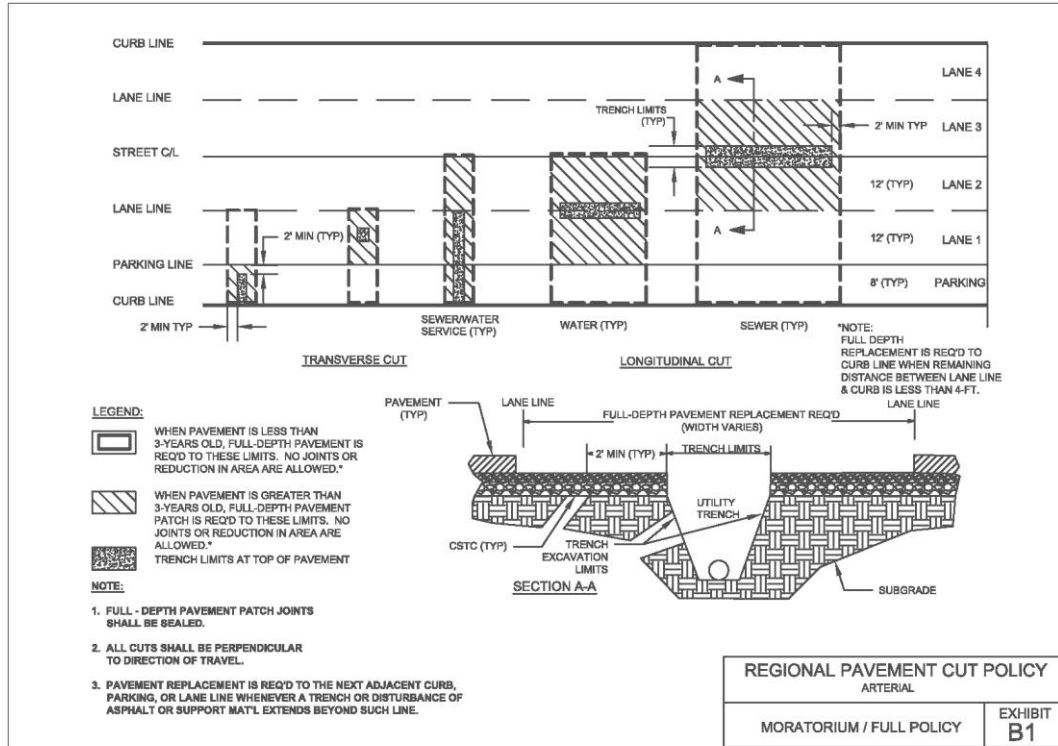 CURB LINE
LANE LINE
STREET C/L
LANE LINE
PARKING LINE
CURB LINE
A
A
TRENCH LIMITS
(TYP)
2' MIN TYP
LANE 4
LANE 3
12' (TYP)
LANE 2
12' (TYP)
LANE 1
8' (TYP)
PARKING
2' MIN (TYP)
2' MIN TYP
SEWER/WATER
SERVICE (TYP)
WATER (TYP)
SEWER (TYP)
TRANSVERSE CUT
LONGITUDINAL CUT
*NOTE:
FULL DEPTH
REPLACEMENT IS REQ'D TO
CURB LINE WHEN REMAINING
DISTANCE BETWEEN LANE LINE
& CURB IS LESS THAN 4-FT.
LEGEND:
WHEN PAVEMENT IS LESS THAN
3-YEARS OLD, FULL-DEPTH PAVEMENT IS
REQ'D TO THESE LIMITS. NO JOINTS OR
REDUCTION IN AREA ARE ALLOWED.*
WHEN PAVEMENT IS GREATER THAN
3-YEARS OLD, FULL-DEPTH PAVEMENT
PATCH IS REQ'D TO THESE LIMITS. NO
JOINTS OR REDUCTION IN AREA ARE
ALLOWED.*
TRENCH LIMITS AT TOP OF PAVEMENT
NOTE:
1. FULL - DEPTH PAVEMENT PATCH JOINTS
SHALL BE SEALED.
2. ALL CUTS SHALL BE PERPENDICULAR
TO DIRECTION OF TRAVEL.
3. PAVEMENT REPLACEMENT IS REQ'D TO THE NEXT ADJACENT CURB,
PARKING, OR LANE LINE WHENEVER A TRENCH OR DISTURBANCE OF
ASPHALT OR SUPPORT MAT'L EXTENDS BEYOND SUCH LINE.
PAVEMENT
(TYP)
LANE LINE
FULL-DEPTH PAVEMENT REPLACEMENT REQ'D
(WIDTH VARIES)
LANE LINE
2' MIN (TYP)
TRENCH LIMITS
UTILITY
TRENCH
CSTC (TYP)
TRENCH
EXCAVATION
LIMITS
SECTION A-A
SUBGRADE
REGIONAL PAVEMENT CUT POLICY
ARTERIAL
MORATORIUM / FULL POLICY
EXHIBIT
B1